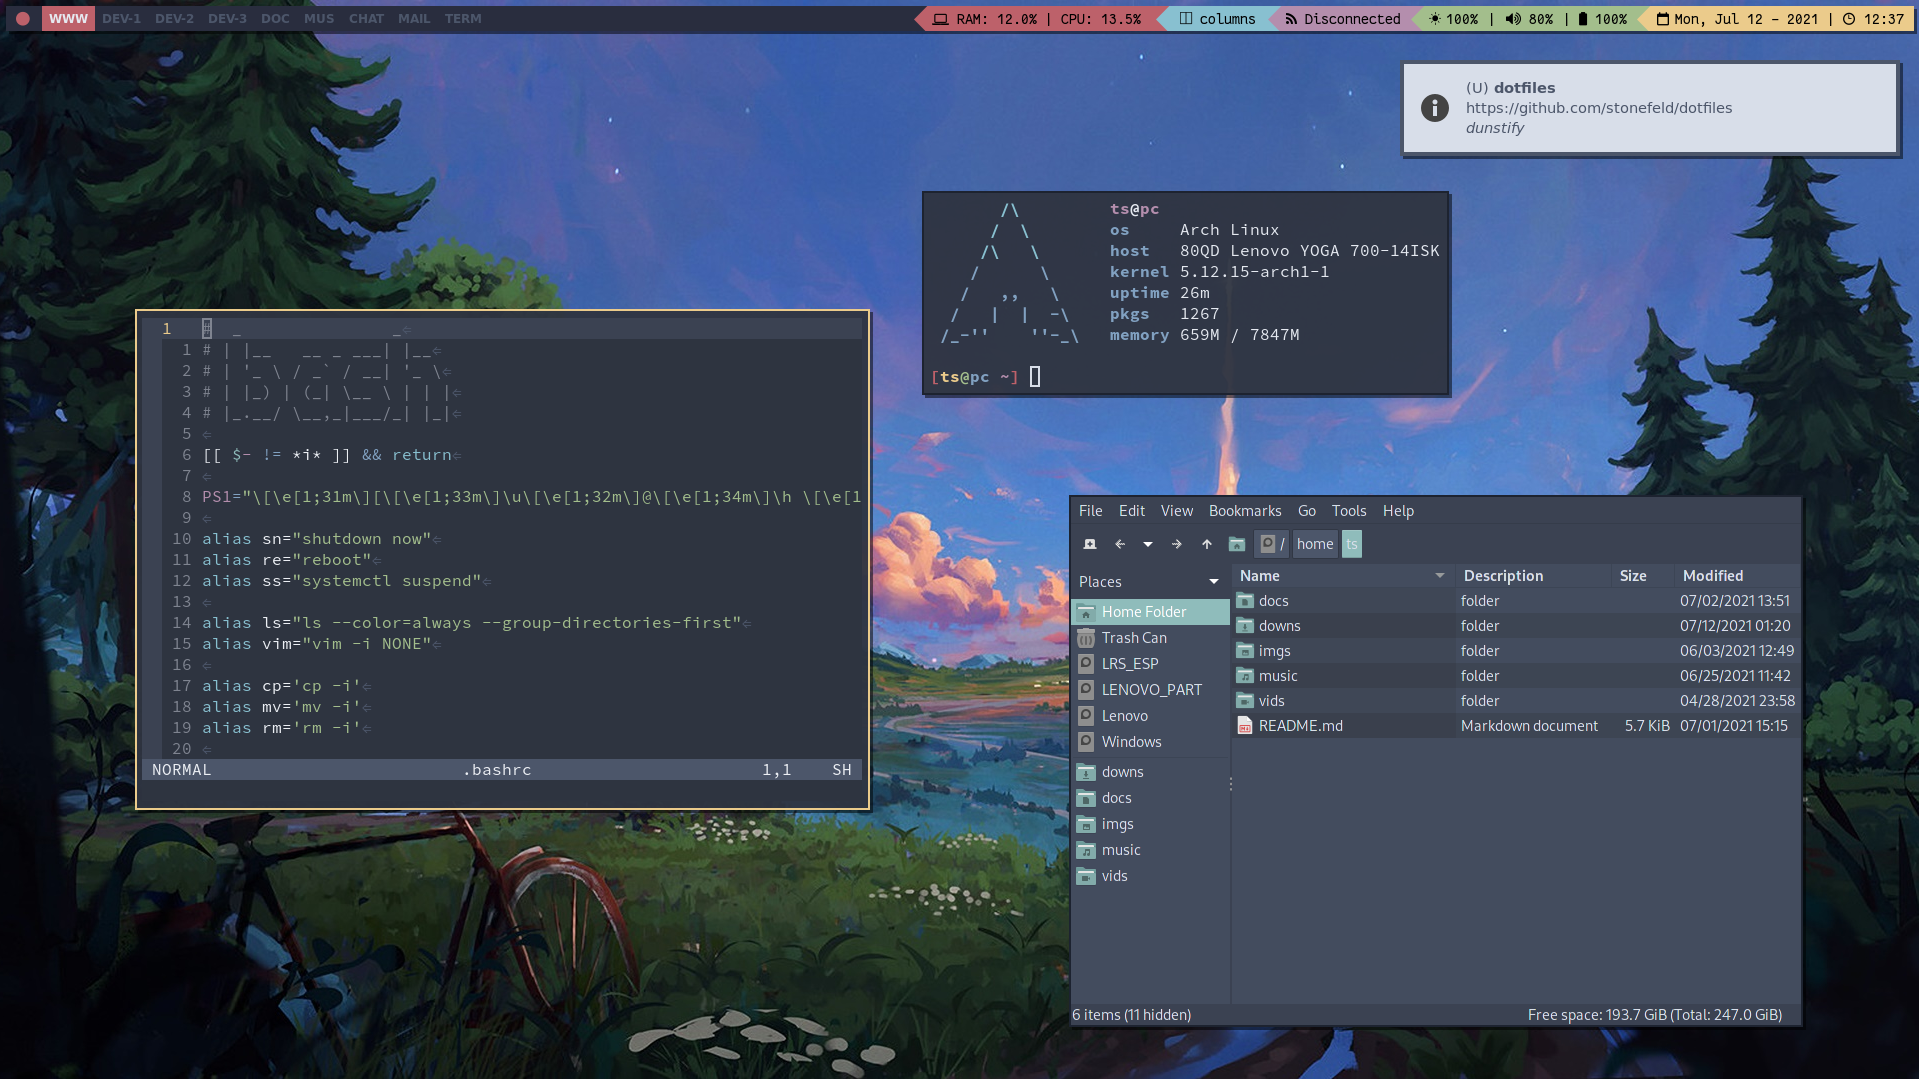 WWW DEV-1 DEV-2 DEV-3 DOC MUS CHAT MAIL TERM
RAM: 12.0% | CPU: 13.5% columns Disconnected 100% | 80% | 100% Mon, Jul 12 - 2021 | 12:37
(U) dotfiles
https://github.com/stonefeld/dotfiles
dunstify
ts@pc
os Arch Linux
host 80QD Lenovo YOGA 700-14ISK
kernel 5.12.15-arch1-1
uptime 26m
pkgs 1267
memory 659M / 7847M
[ts@pc ~]
1 #  _                 _
1 # | |__   __ _ ___| |__
2 # | '_ \ / _` / __| '_ \
3 # | |_) | (_| \__ \ | | |
4 # |_.__/ \__,_|___/_| |_|
5
6 [[ $- != *i* ]] && return
7
8 PS1="\[\e[1;31m\][\[\e[1;33m\]\u\[\e[1;32m\]@\[\e[1;34m\]\h \[\e[1
9
10 alias sn="shutdown now"
11 alias re="reboot"
12 alias ss="systemctl suspend"
13
14 alias ls="ls --color=always --group-directories-first"
15 alias vim="vim -i NONE"
16
17 alias cp='cp -i'
18 alias mv='mv -i'
19 alias rm='rm -i'
20
NORMAL .bashrc 1,1 SH
File Edit View Bookmarks Go Tools Help
/ home ts
Places
Home Folder
Trash Can
LRS_ESP
LENOVO_PART
Lenovo
Windows
downs
docs
imgs
music
vids
Name Description Size Modified
docs folder 07/02/2021 13:51
downs folder 07/12/2021 01:20
imgs folder 06/03/2021 12:49
music folder 06/25/2021 11:42
vids folder 04/28/2021 23:58
README.md Markdown document 5.7 KiB 07/01/2021 15:15
6 items (11 hidden) Free space: 193.7 GiB (Total: 247.0 GiB)